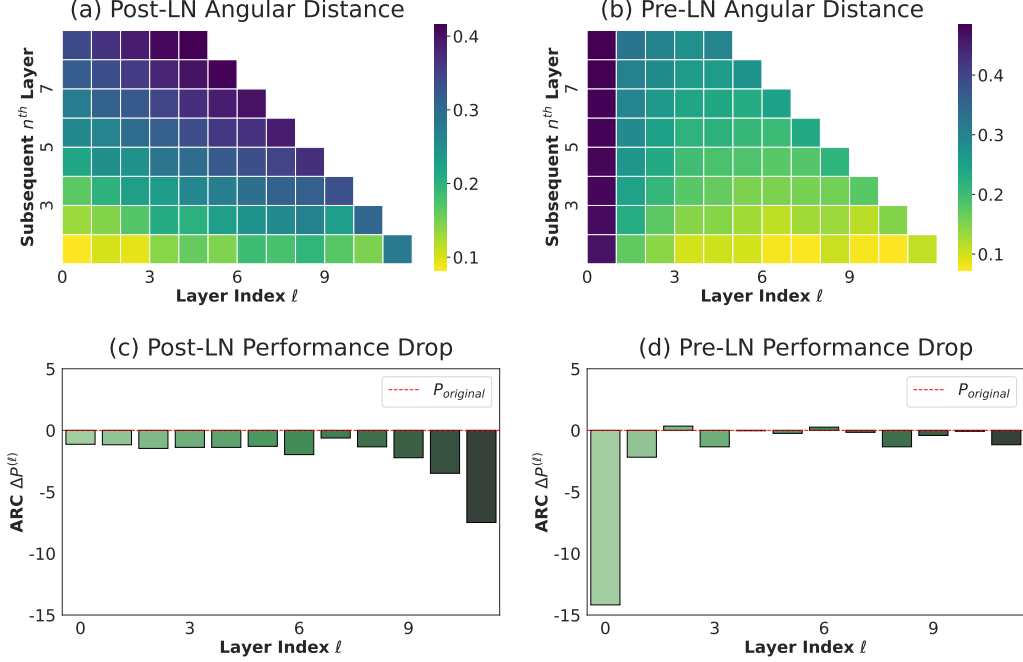 (a) Post-LN Angular Distance
Subsequent nth Layer
7
5
3
0 3 6 9
Layer Index ℓ
0.4
0.3
0.2
0.1
(b) Pre-LN Angular Distance
Subsequent nth Layer
7
5
3
0 3 6 9
Layer Index ℓ
0.4
0.3
0.2
0.1
(c) Post-LN Performance Drop
ARC ΔP(ℓ)
5
0
-5
-10
-15
Poriginal
0 3 6 9
Layer Index ℓ
(d) Pre-LN Performance Drop
ARC ΔP(ℓ)
5
0
-5
-10
-15
Poriginal
0 3 6 9
Layer Index ℓ